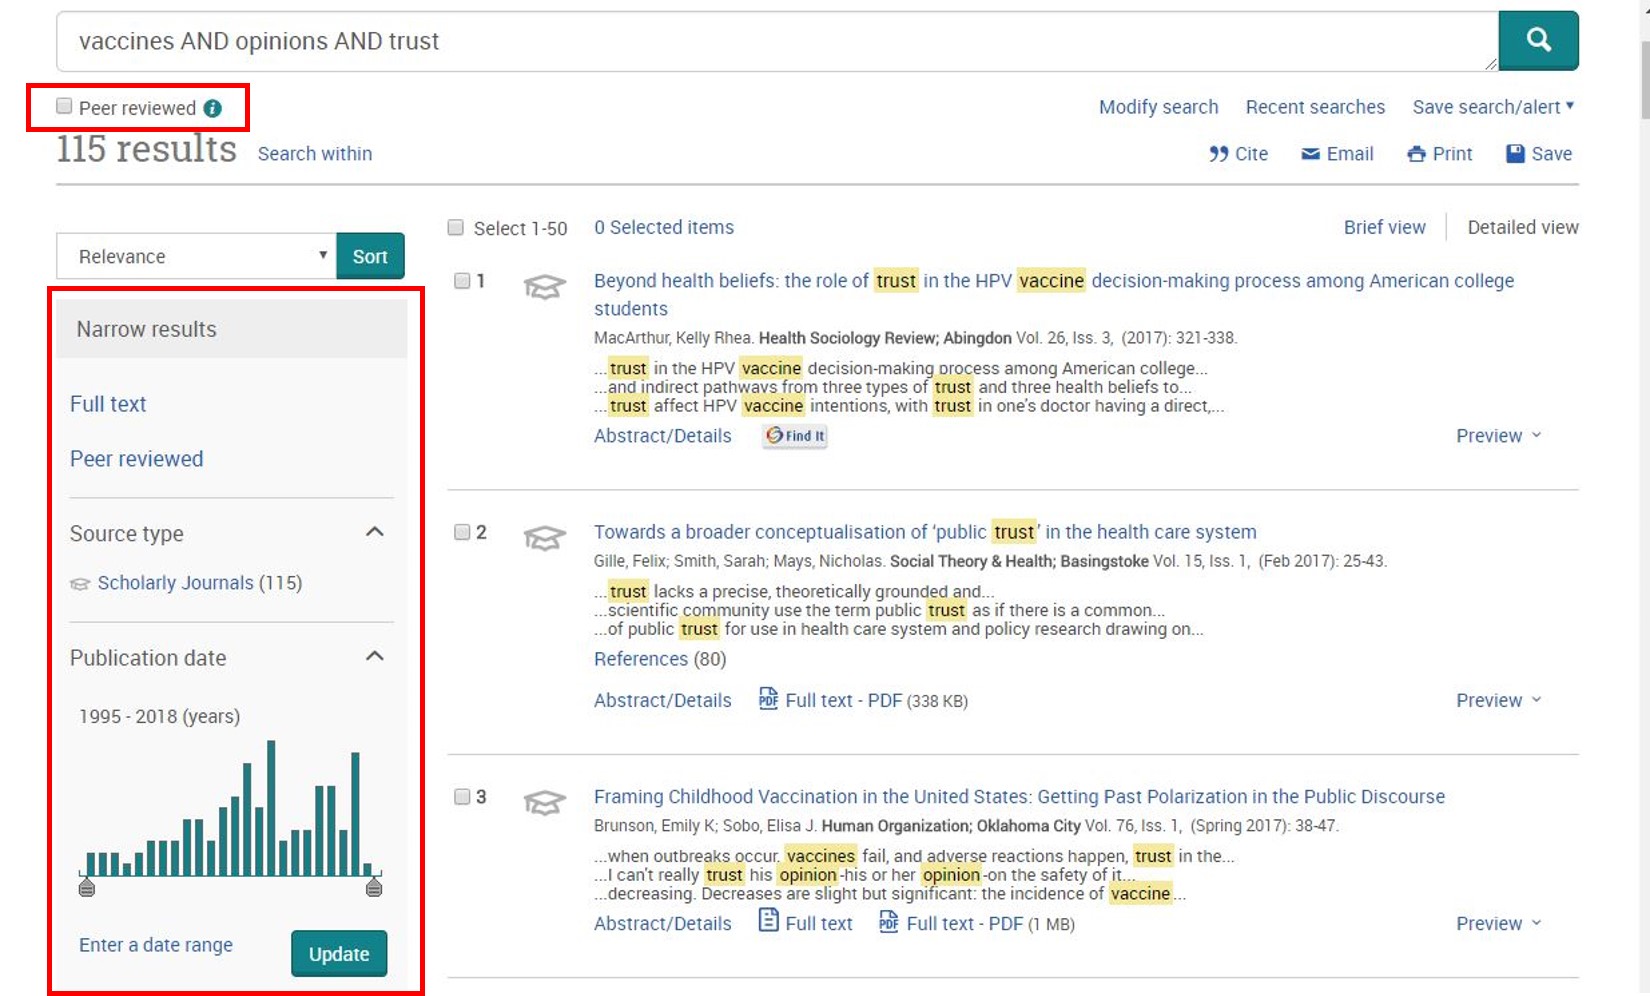 vaccines AND opinions AND trust
Peer reviewed
Modify search Recent searches Save search/alert
115 results Search within
Cite Email Print Save
Select 1-50 0 Selected items Brief view Detailed view
Relevance Sort
Narrow results
Full text
Peer reviewed
Source type
Scholarly Journals (115)
Publication date
1995 - 2018 (years)
Enter a date range Update
1 Beyond health beliefs: the role of trust in the HPV vaccine decision-making process among American college
students
MacArthur, Kelly Rhea. Health Sociology Review; Abingdon Vol. 26, Iss. 3, (2017): 321-338.
...trust in the HPV vaccine decision-making process among American college...
...and indirect pathways from three types of trust and three health beliefs to...
...trust affect HPV vaccine intentions, with trust in one's doctor having a direct,...
Abstract/Details Find It Preview
2 Towards a broader conceptualisation of ‘public trust’ in the health care system
Gille, Felix; Smith, Sarah; Mays, Nicholas. Social Theory & Health; Basingstoke Vol. 15, Iss. 1, (Feb 2017): 25-43.
...trust lacks a precise, theoretically grounded and...
...scientific community use the term public trust as if there is a common...
...of public trust for use in health care system and policy research drawing on...
References (80)
Abstract/Details PDF Full text - PDF (338 KB) Preview
3 Framing Childhood Vaccination in the United States: Getting Past Polarization in the Public Discourse
Brunson, Emily K; Sobo, Elisa J. Human Organization; Oklahoma City Vol. 76, Iss. 1, (Spring 2017): 38-47.
...when outbreaks occur, vaccines fail, and adverse reactions happen, trust in the...
...I can't really trust his opinion-his or her opinion-on the safety of it...
...decreasing. Decreases are slight but significant: the incidence of vaccine...
Abstract/Details Full text PDF Full text - PDF (1 MB) Preview